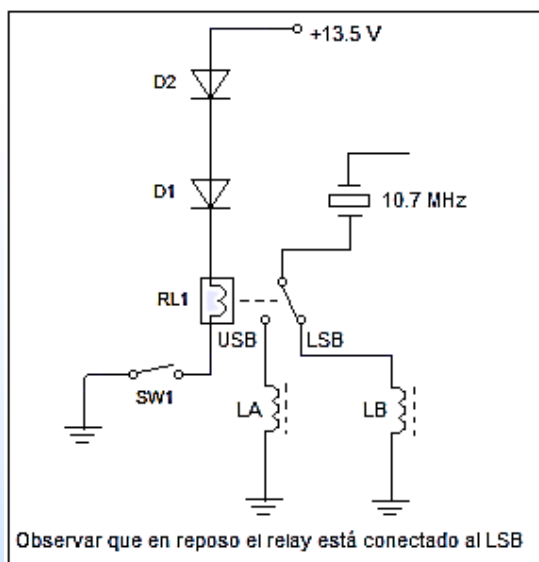 +13.5 V
D2
D1
10.7 MHz
RL1
USB
LSB
SW1
LA
LB
Observar que en reposo el relay está conectado al LSB